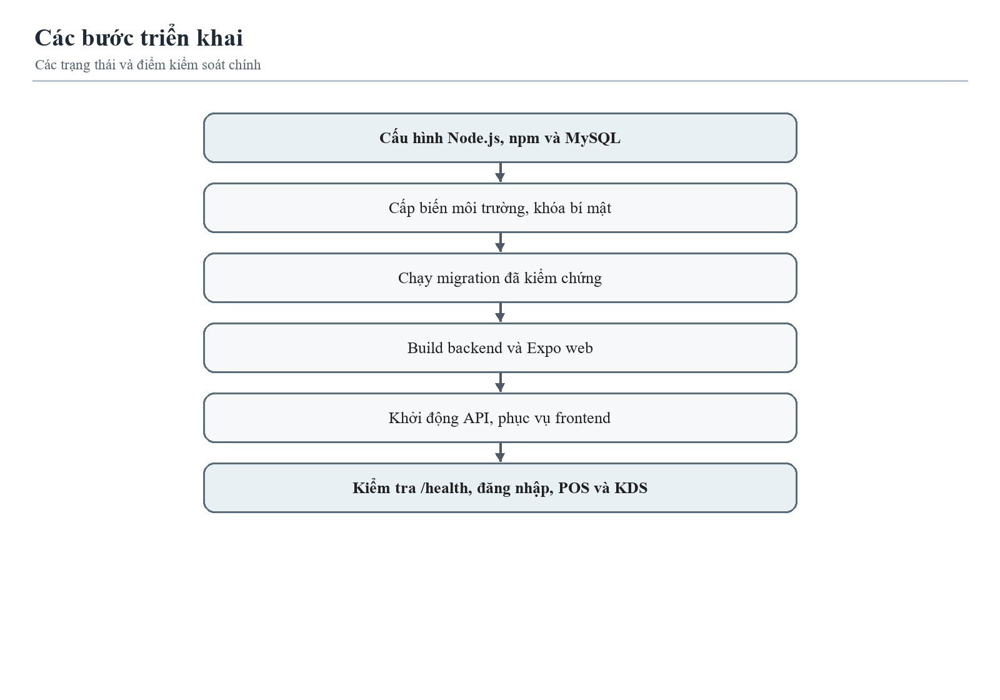 Các bước triển khai
Các trạng thái và điểm kiểm soát chính
Cấu hình Node.js, npm và MySQL
Cấp biến môi trường, khóa bí mật
Chạy migration đã kiểm chứng
Build backend và Expo web
Khởi động API, phục vụ frontend
Kiểm tra /health, đăng nhập, POS và KDS